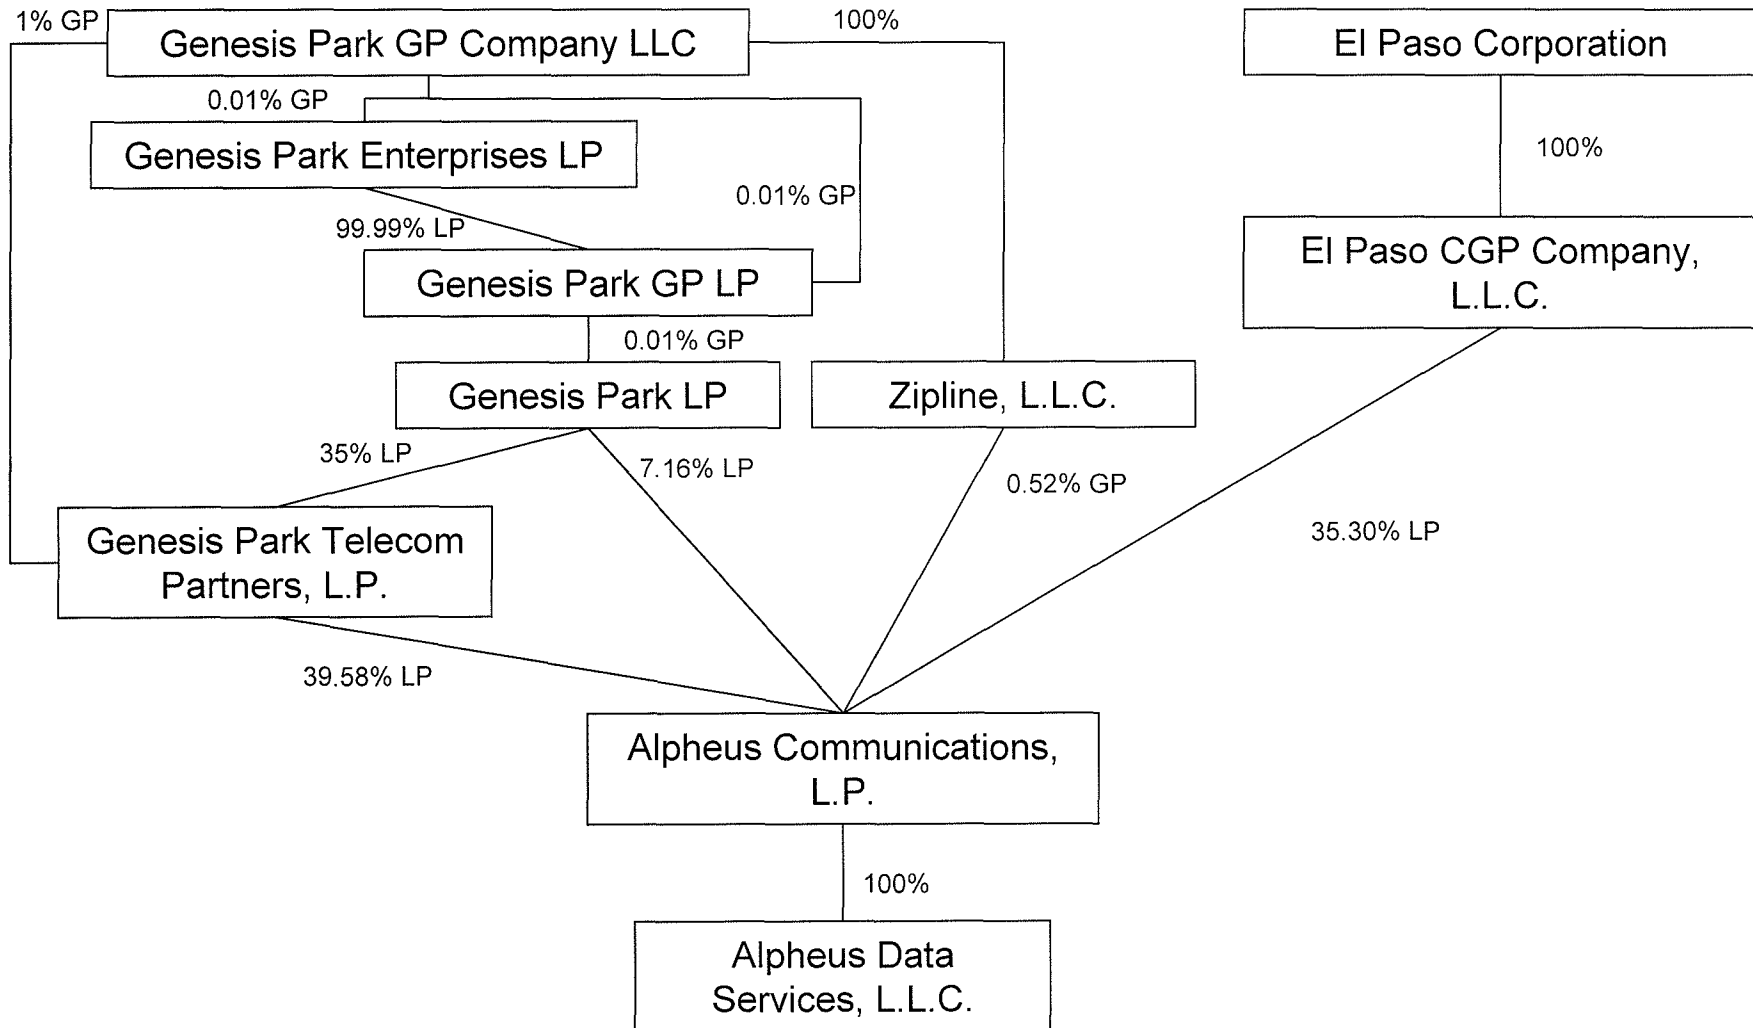 1% GP
Genesis Park GP Company LLC
100%
El Paso Corporation
0.01% GP
Genesis Park Enterprises LP
100%
0.01% GP
99.99% LP
El Paso CGP Company,
L.L.C.
Genesis Park GP LP
0.01% GP
Genesis Park LP
Zipline, L.L.C.
35% LP
7.16% LP
0.52% GP
35.30% LP
Genesis Park Telecom
Partners, L.P.
39.58% LP
Alpheus Communications,
L.P.
100%
Alpheus Data
Services, L.L.C.